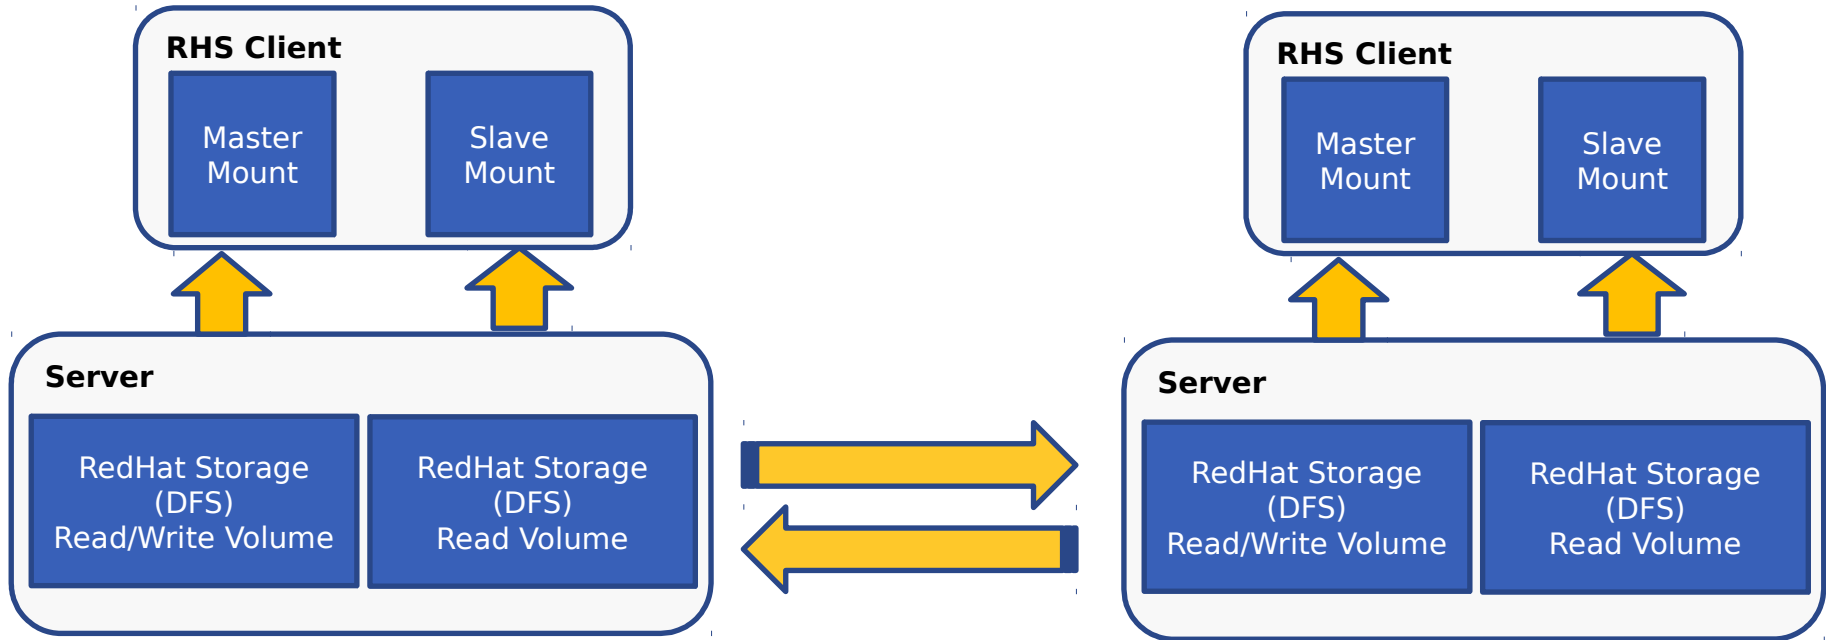 RHS Client
Master
Mount
Slave
Mount
RHS Client
Master
Mount
Slave
Mount
Server
RedHat Storage
(DFS)
Read/Write Volume
RedHat Storage
(DFS)
Read Volume
Server
RedHat Storage
(DFS)
Read/Write Volume
RedHat Storage
(DFS)
Read Volume